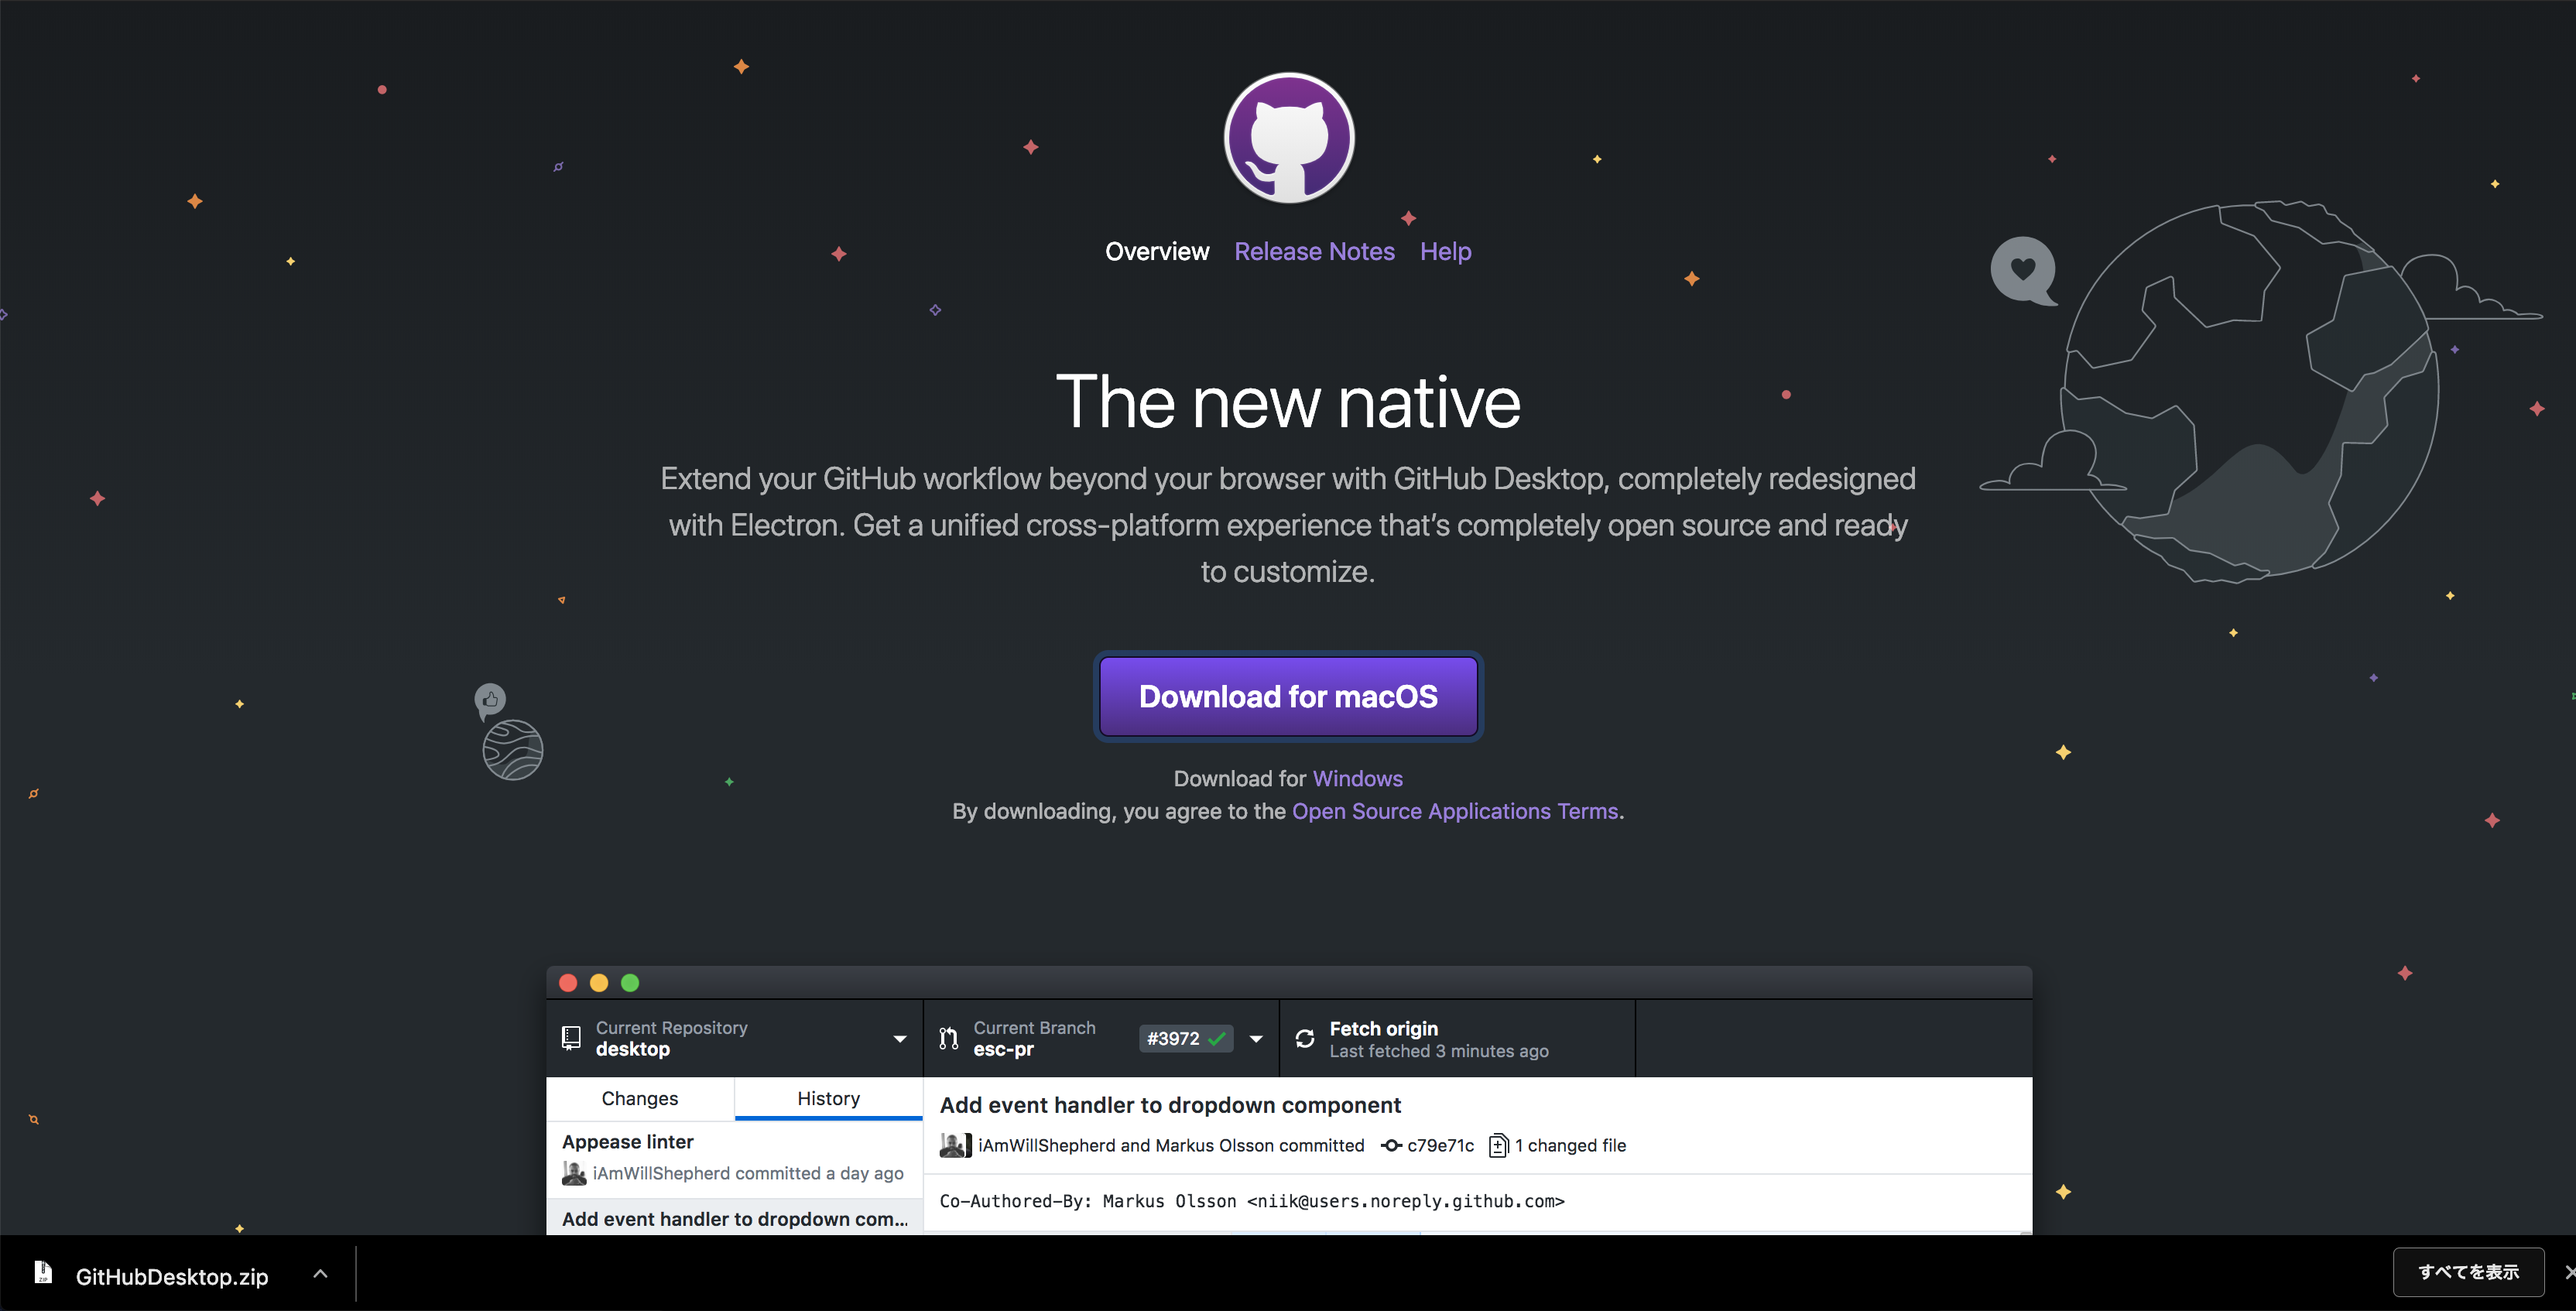 Overview Release Notes Help
The new native
Extend your GitHub workflow beyond your browser with GitHub Desktop, completely redesigned
with Electron. Get a unified cross-platform experience that’s completely open source and ready
to customize.
Download for macOS
Download for Windows
By downloading, you agree to the Open Source Applications Terms.
Current Repository
desktop
Current Branch
esc-pr
#3972
Fetch origin
Last fetched 3 minutes ago
Changes
History
Appease linter
iAmWillShepherd committed a day ago
Add event handler to dropdown com...
Add event handler to dropdown component
iAmWillShepherd and Markus Olsson committed c79e71c 1 changed file
Co-Authored-By: Markus Olsson <niik@users.noreply.github.com>
ZIP
GitHubDesktop.zip
すべてを表示